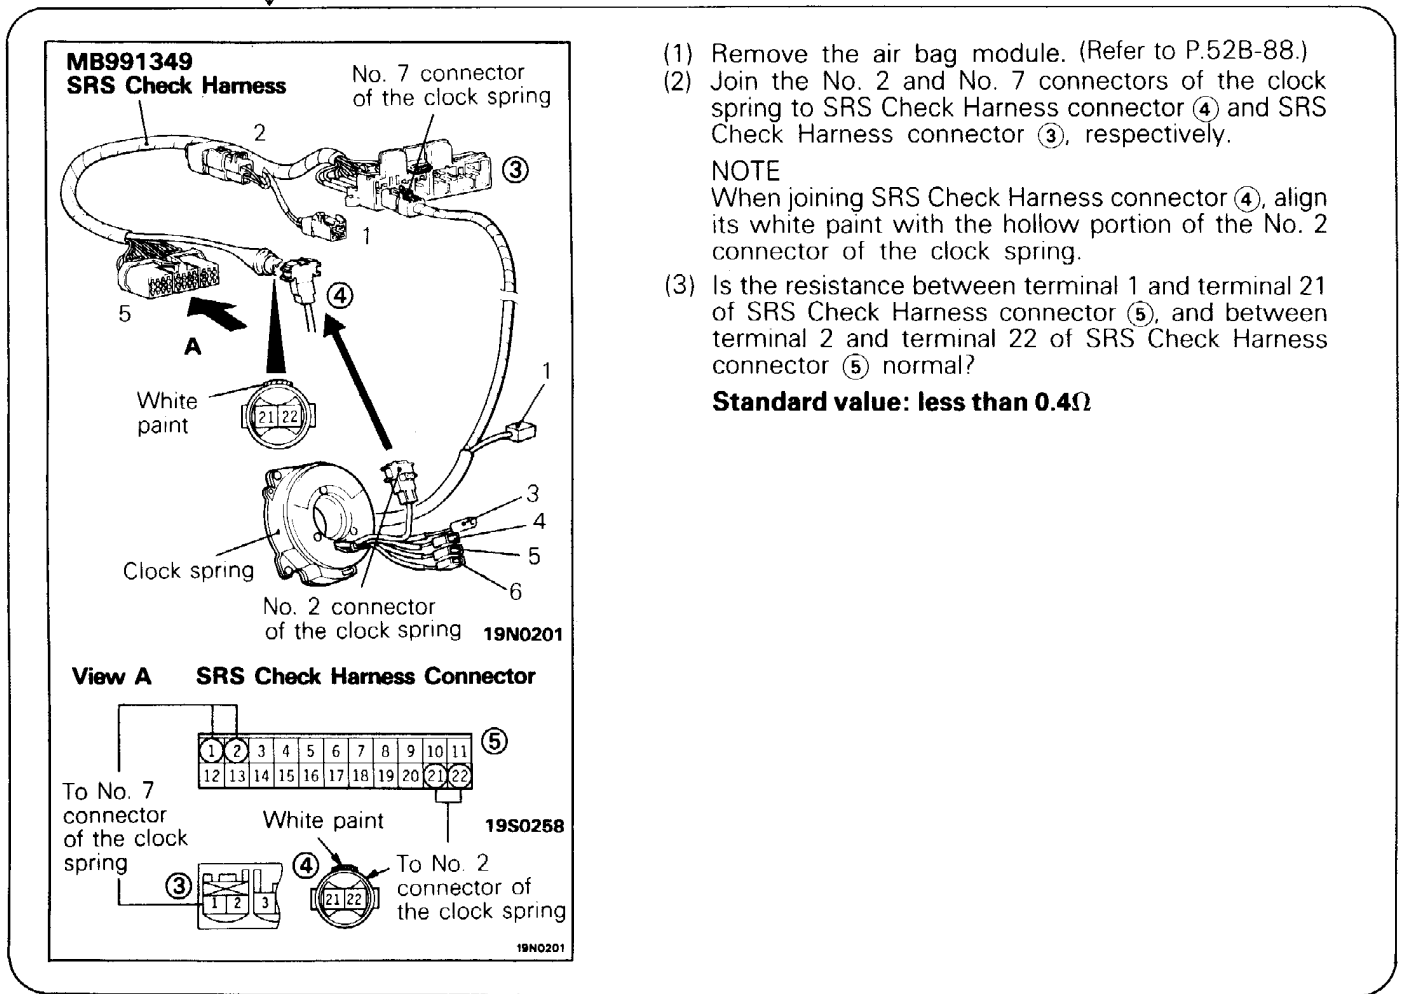 MB991349
SRS Check Harness
No. 7 connector
of the clock spring
2
③
1
④
5
A
White
paint
21 22
1
3
4
5
6
Clock spring
No. 2 connector
of the clock spring
19N0201
View A SRS Check Harness Connector
⑤
1 2 3 4 5 6 7 8 9 10 11
12 13 14 15 16 17 18 19 20 21 22
To No. 7
connector
of the clock
spring
White paint
19S0258
③
1 2 3
④
21 22
To No. 2
connector of
the clock spring
19N0201
(1) Remove the air bag module. (Refer to P.52B-88.)
(2) Join the No. 2 and No. 7 connectors of the clock
spring to SRS Check Harness connector ④ and SRS
Check Harness connector ③, respectively.
NOTE
When joining SRS Check Harness connector ④, align
its white paint with the hollow portion of the No. 2
connector of the clock spring.
(3) Is the resistance between terminal 1 and terminal 21
of SRS Check Harness connector ⑤, and between
terminal 2 and terminal 22 of SRS Check Harness
connector ⑤ normal?
Standard value: less than 0.4Ω